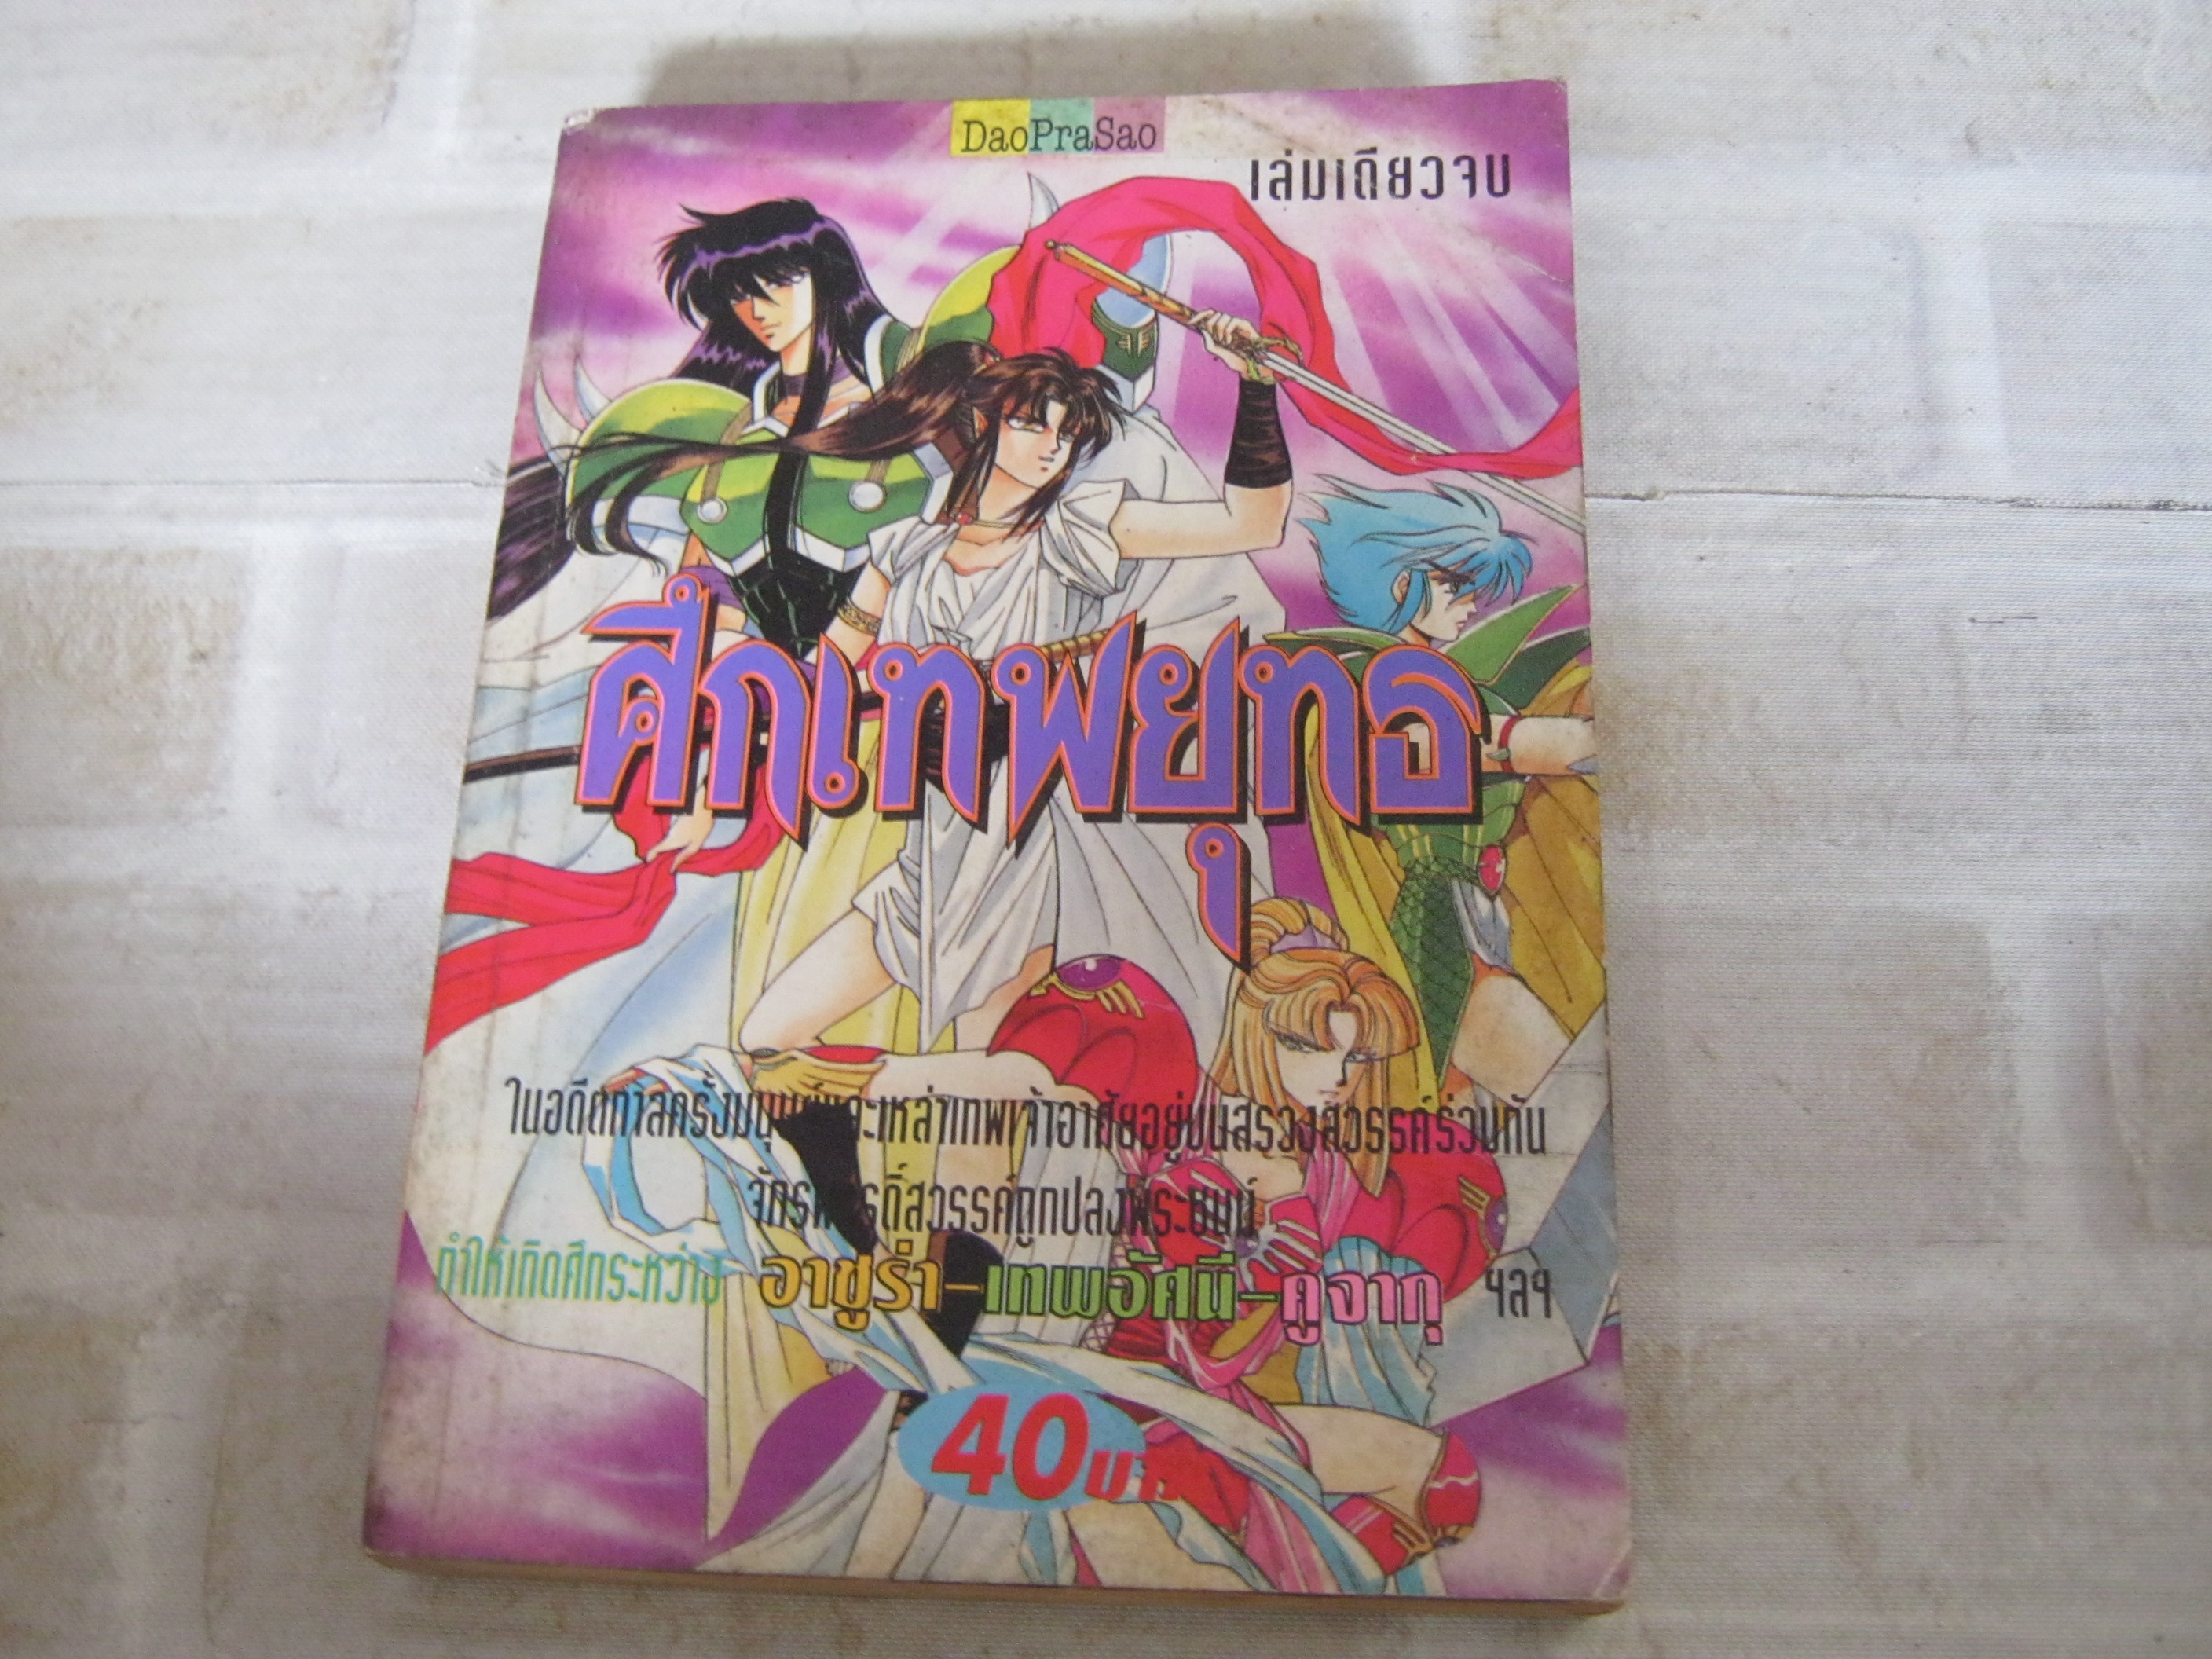 DaoPraSao
เล่มเดียวจบ
ศึกเทพยุทธ
ในอดีตกาลครั้งมนุษย์และเหล่าเทพเจ้าอาศัยอยู่บนสรวงสวรรค์ร่วมกัน
จักรพรรดิ์สวรรค์ถูกปลงพระชนม์
ทำให้เกิดศึกระหว่าง อาชูร่า-เทพอัศนี-คูจากุ ฯลฯ
40 บาท